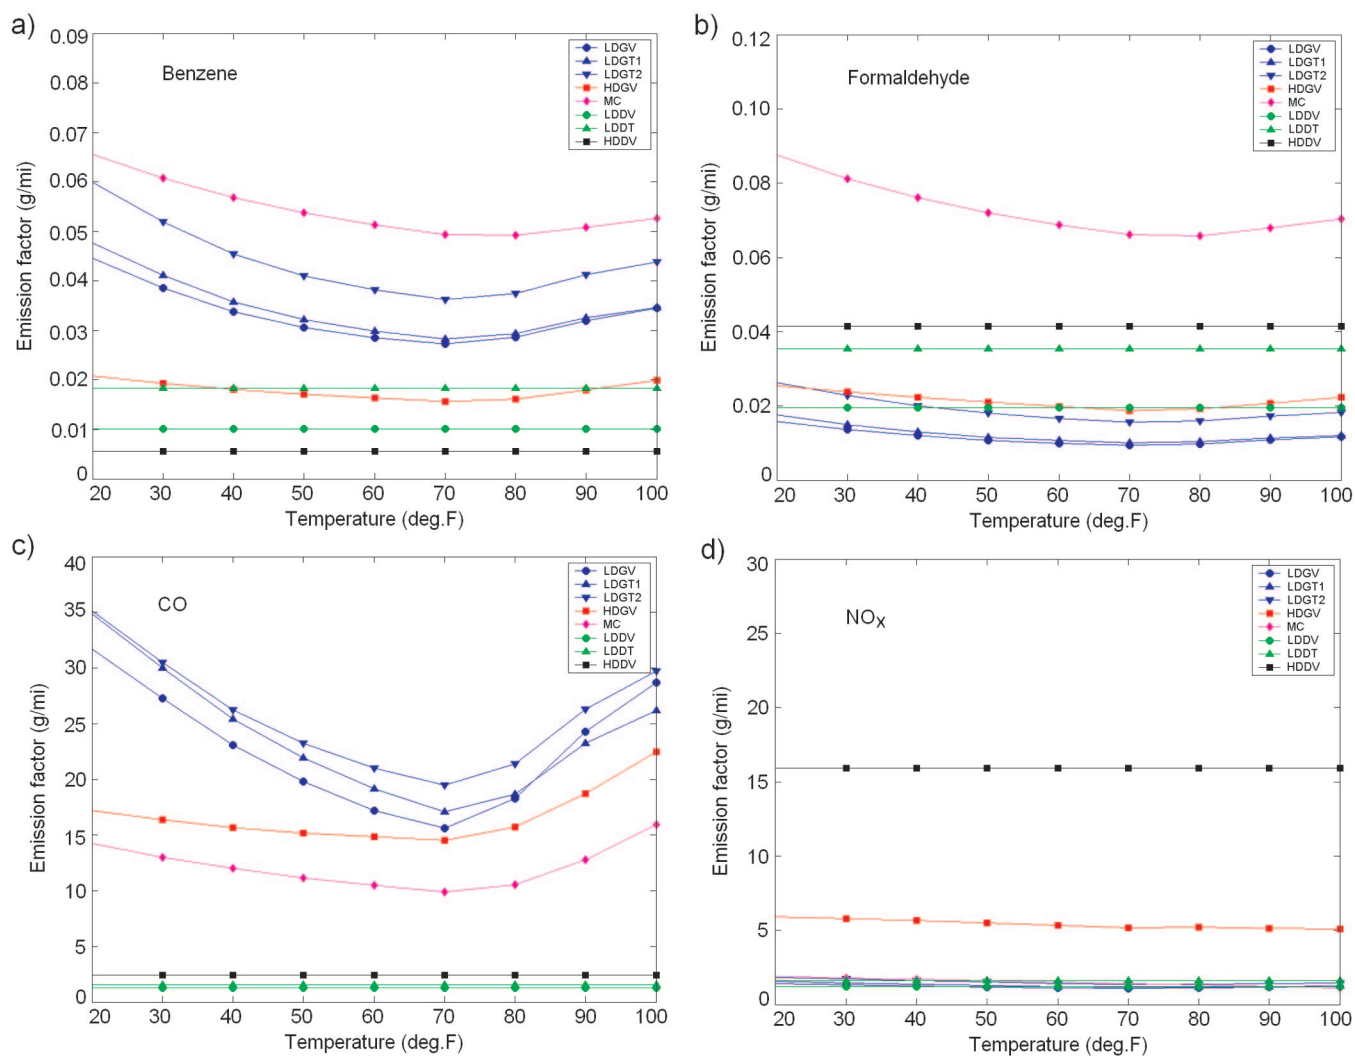 a)
Benzene
Emission factor (g/mi)
0.09
0.08
0.07
0.06
0.05
0.04
0.03
0.02
0.01
0
20 30 40 50 60 70 80 90 100
Temperature (deg.F)
LDGV
LDGT1
LDGT2
HDGV
MC
LDDV
LDDT
HDDV
b)
Formaldehyde
Emission factor (g/mi)
0.12
0.10
0.08
0.06
0.04
0.02
0
20 30 40 50 60 70 80 90 100
Temperature (deg.F)
LDGV
LDGT1
LDGT2
HDGV
MC
LDDV
LDDT
HDDV
c)
CO
Emission factor (g/mi)
40
35
30
25
20
15
10
5
0
20 30 40 50 60 70 80 90 100
Temperature (deg.F)
LDGV
LDGT1
LDGT2
HDGV
MC
LDDV
LDDT
HDDV
d)
NOX
Emission factor (g/mi)
30
25
20
15
10
5
0
20 30 40 50 60 70 80 90 100
Temperature (deg.F)
LDGV
LDGT1
LDGT2
HDGV
MC
LDDV
LDDT
HDDV